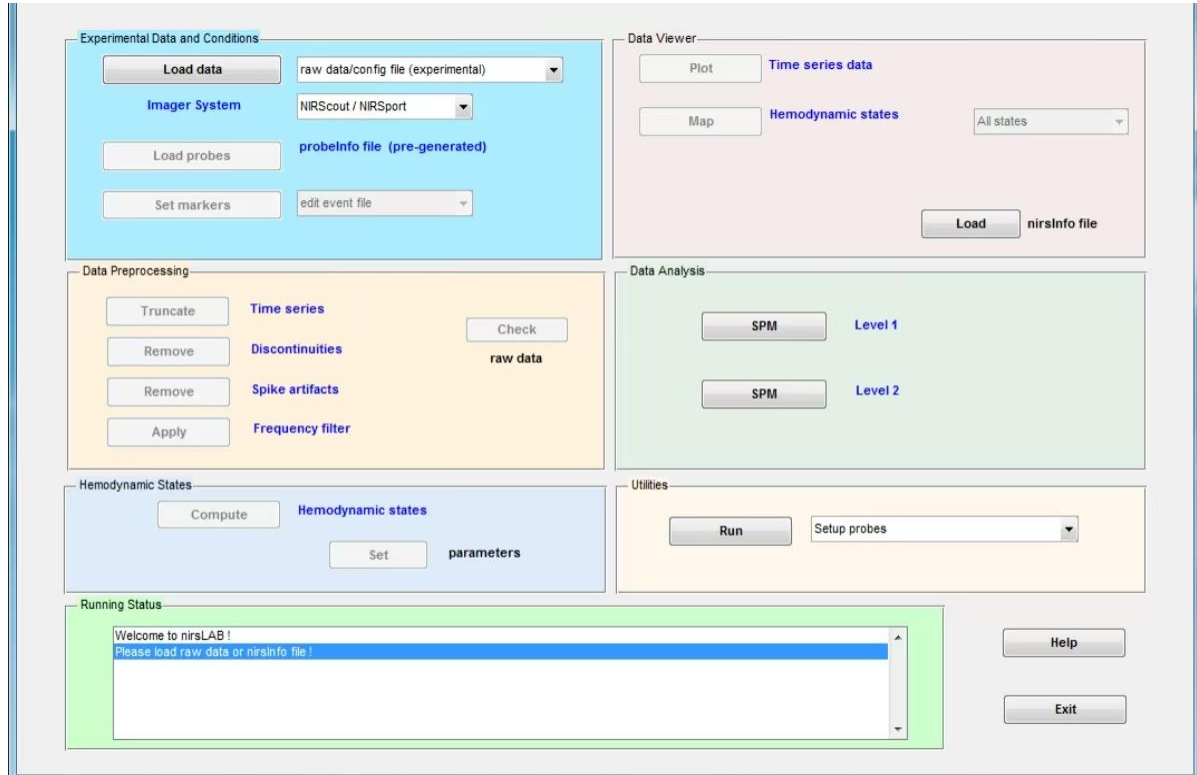 Experimental Data and Conditions
Load data
raw data/config file (experimental)
Imager System
NIRScout / NIRSport
Load probes
probeInfo file (pre-generated)
Set markers
edit event file
Data Viewer
Plot
Time series data
Map
Hemodynamic states
All states
Load
nirsInfo file
Data Preprocessing
Truncate
Time series
Check
raw data
Remove
Discontinuities
Remove
Spike artifacts
Apply
Frequency filter
Data Analysis
SPM
Level 1
SPM
Level 2
Hemodynamic States
Compute
Hemodynamic states
Set
parameters
Utilities
Run
Setup probes
Running Status
Welcome to nirsLAB !
Please load raw data or nirsInfo file !
Help
Exit